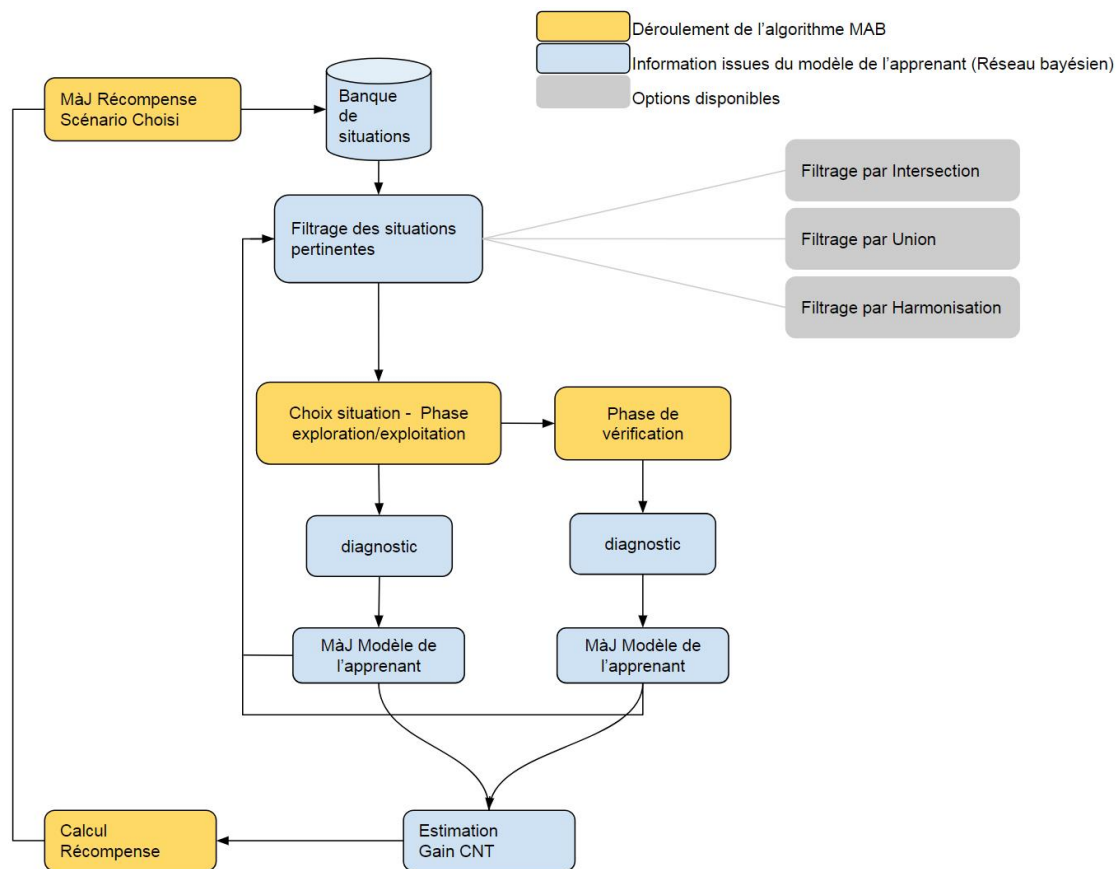 Déroulement de l'algorithme MAB
Information issues du modèle de l'apprenant (Réseau bayésien)
Options disponibles
MàJ Récompense
Scénario Choisi
Banque
de
situations
Filtrage des situations
pertinentes
Filtrage par Intersection
Filtrage par Union
Filtrage par Harmonisation
Choix situation - Phase
exploration/exploitation
Phase de
vérification
diagnostic
diagnostic
MàJ Modèle de
l'apprenant
MàJ Modèle de
l'apprenant
Calcul
Récompense
Estimation
Gain CNT